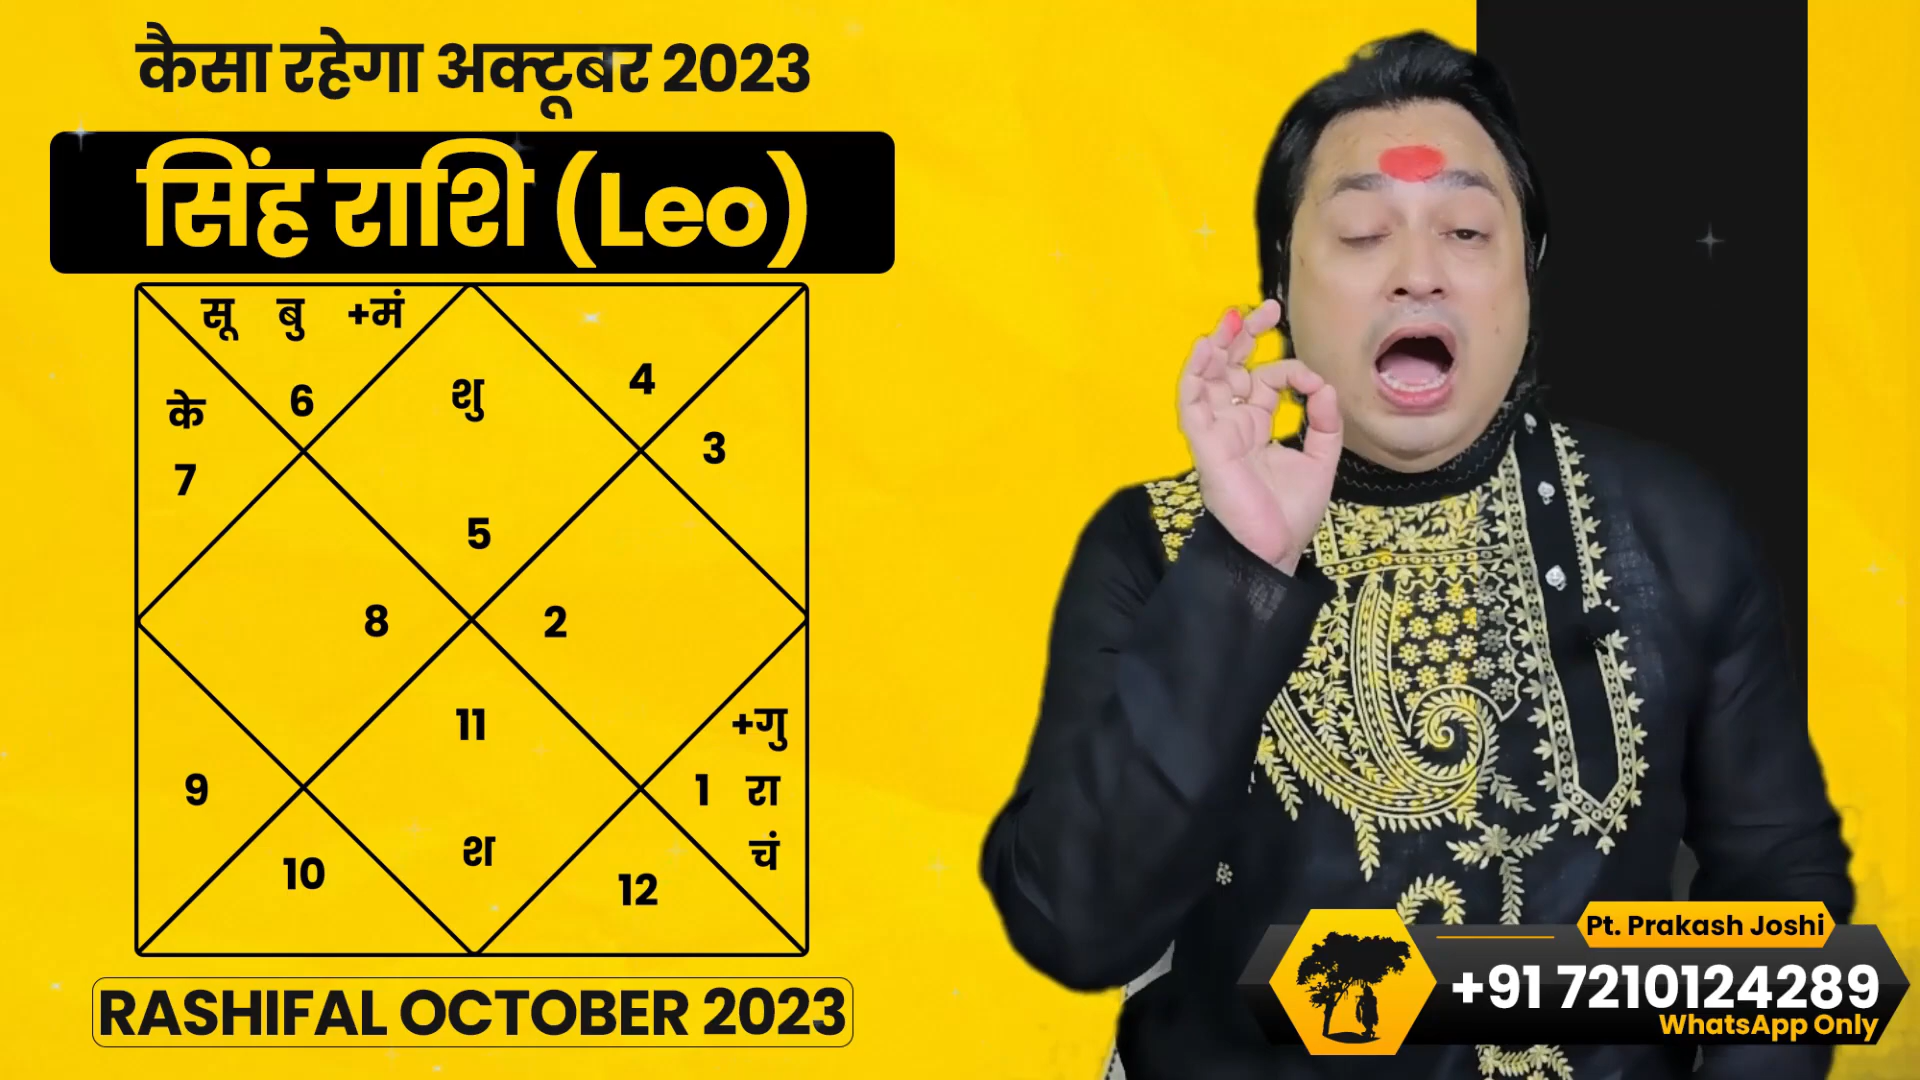 कैसा रहेगा अक्टूबर 2023
सिंह राशि (Leo)
सू बु +मं
6
के
7
शु
5
4
3
8
2
11
श
9
10
+गु
1 रा
चं
12
RASHIFAL OCTOBER 2023
Pt. Prakash Joshi
+91 7210124289
WhatsApp Only